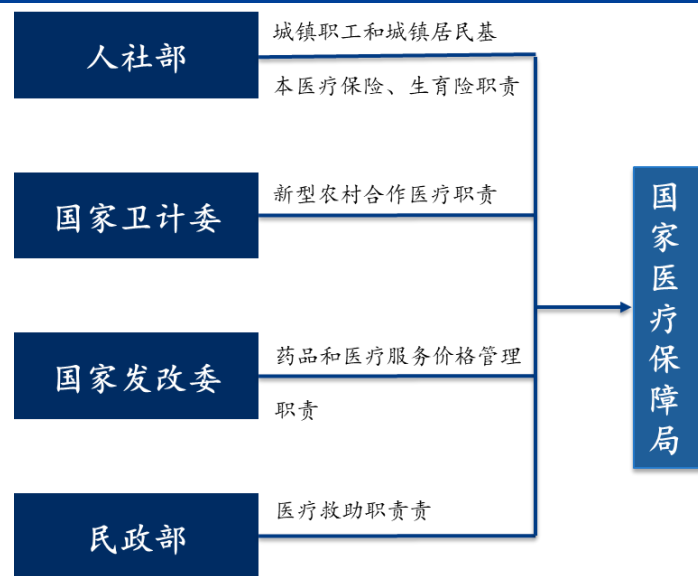 人社部
城镇职工和城镇居民基
本医疗保险、生育险职责
国家卫计委
新型农村合作医疗职责
国家发改委
药品和医疗服务价格管理
职责
民政部
医疗救助职责责
国家医疗保障局